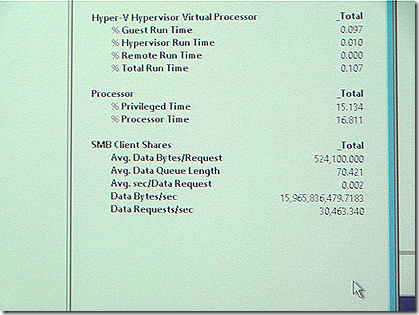 Hyper-V Hypervisor Virtual Processor _Total
% Guest Run Time 0.097
% Hypervisor Run Time 0.010
% Remote Run Time 0.000
% Total Run Time 0.107
Processor _Total
% Privileged Time 15.134
% Processor Time 16.811
SMB Client Shares _Total
Avg. Data Bytes/Request 524,100.000
Avg. Data Queue Length 70.421
Avg. sec/Data Request 0.002
Data Bytes/sec 15,965,836,479.7183
Data Requests/sec 30,463.340